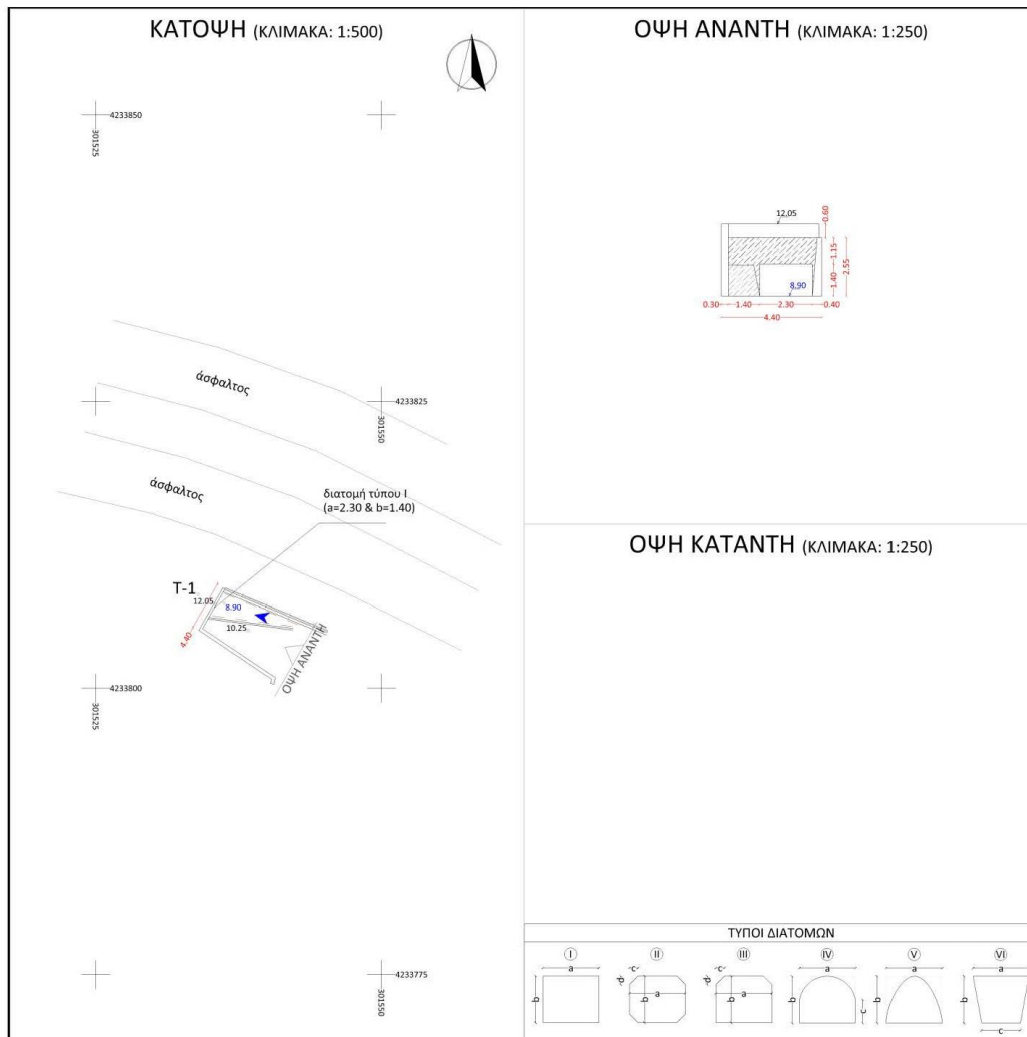 ΚΑΤΟΨΗ (ΚΛΙΜΑΚΑ: 1:500)
4233850
301525
άσφαλτος
4233825
301550
άσφαλτος
διατομή τύπου Ι
(a=2.30 & b=1.40)
Τ-1
12.05
8.90
10.25
4.40
ΟΨΗ ΑΝΑΝΤΗ
4233800
301525
4233775
301550
ΟΨΗ ΑΝΑΝΤΗ (ΚΛΙΜΑΚΑ: 1:250)
12.05
0.60
1.15
2.55
1.40
8.90
0.30 1.40 2.30 0.40
4.40
ΟΨΗ ΚΑΤΑΝΤΗ (ΚΛΙΜΑΚΑ: 1:250)
ΤΥΠΟΙ ΔΙΑΤΟΜΩΝ
I II III IV V VI
a c c a a a
b d b a d b a b c b b c